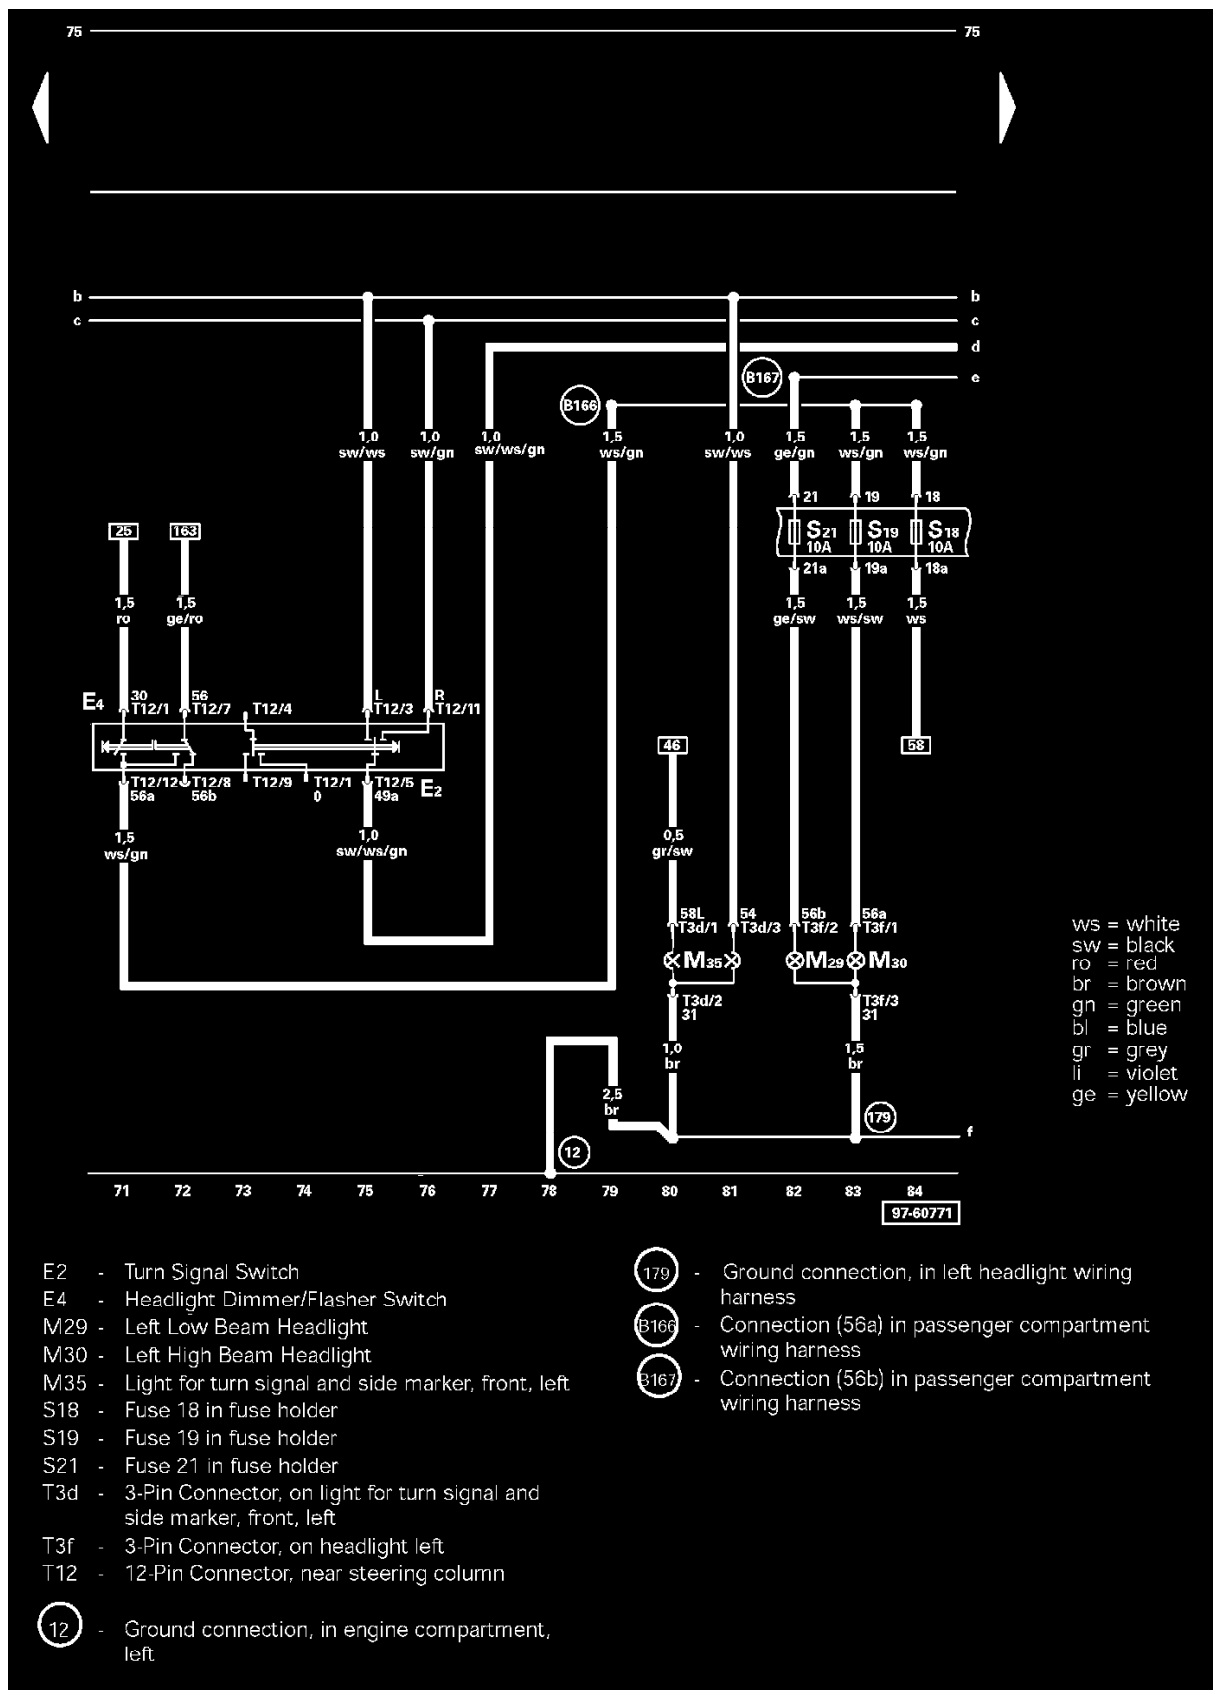 75 75
b b
c c
d
B167 e
B166
1,0 1,0 1,0 1,5 1,0 1,5 1,5 1,5
sw/ws sw/gn sw/ws/gn ws/gn sw/ws ge/gn ws/gn ws/gn
21 19 18
25 163 S21 S19 S18
10A 10A 10A
21a 19a 18a
1,5 1,5 1,5 1,5 1,5
ro ge/ro ge/sw ws/sw ws
E4 30 56 L R
T12/1 T12/7 T12/4 T12/3 T12/11
46 58
T12/12 T12/8 T12/9 T12/1 T12/5 E2
56a 56b 0 49a
1,5 1,0 0,5
ws/gn sw/ws/gn gr/sw
58L 54 56b 56a
T3d/1 T3d/3 T3f/2 T3f/1
M35 M29 M30
T3d/2 T3f/3
31 31
1,0 1,5
br br
2,5
br
179
f
12
71 72 73 74 75 76 77 78 79 80 81 82 83 84
97-60771
ws = white
sw = black
ro = red
br = brown
gn = green
bl = blue
gr = grey
li = violet
ge = yellow
E2 - Turn Signal Switch
E4 - Headlight Dimmer/Flasher Switch
M29 - Left Low Beam Headlight
M30 - Left High Beam Headlight
M35 - Light for turn signal and side marker, front, left
S18 - Fuse 18 in fuse holder
S19 - Fuse 19 in fuse holder
S21 - Fuse 21 in fuse holder
T3d - 3-Pin Connector, on light for turn signal and
side marker, front, left
T3f - 3-Pin Connector, on headlight left
T12 - 12-Pin Connector, near steering column
12 - Ground connection, in engine compartment,
left
179 - Ground connection, in left headlight wiring
harness
B166 - Connection (56a) in passenger compartment
wiring harness
B167 - Connection (56b) in passenger compartment
wiring harness